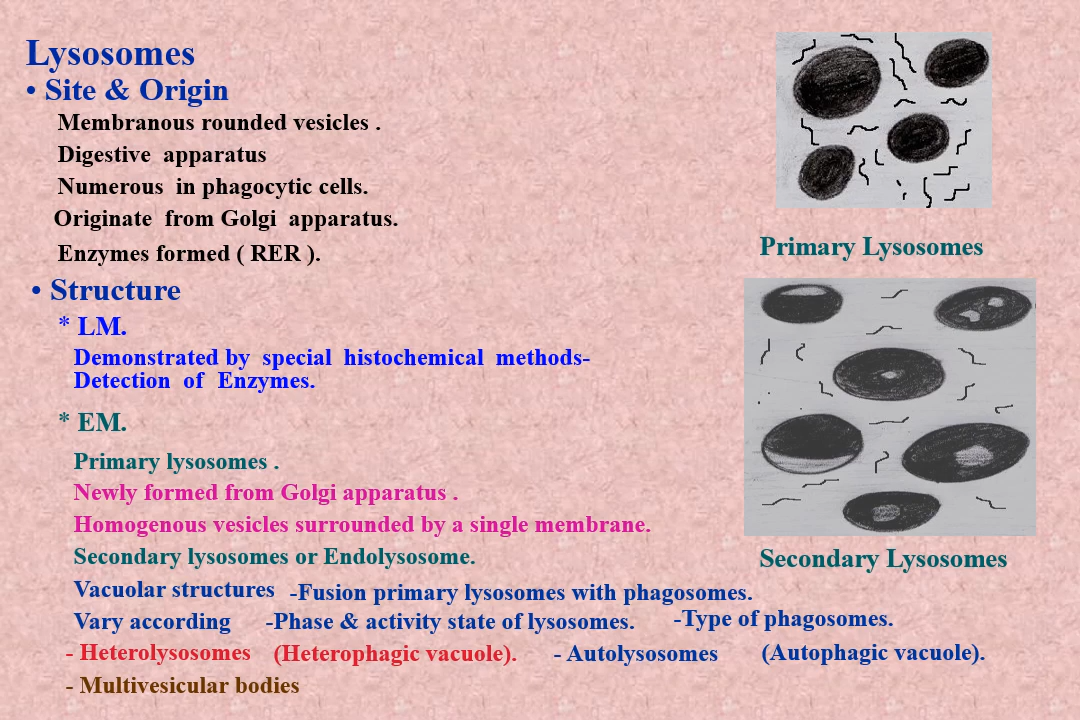 Lysosomes
• Site & Origin
Membranous rounded vesicles .
Digestive apparatus
Numerous in phagocytic cells.
Originate from Golgi apparatus.
Enzymes formed ( RER ).
Primary Lysosomes
• Structure
* LM.
Demonstrated by special histochemical methods-
Detection of Enzymes.
* EM.
Primary lysosomes .
Newly formed from Golgi apparatus .
Homogenous vesicles surrounded by a single membrane.
Secondary lysosomes or Endolysosome.
Secondary Lysosomes
Vacuolar structures -Fusion primary lysosomes with phagosomes.
Vary according -Phase & activity state of lysosomes. -Type of phagosomes.
- Heterolysosomes (Heterophagic vacuole). - Autolysosomes (Autophagic vacuole).
- Multivesicular bodies